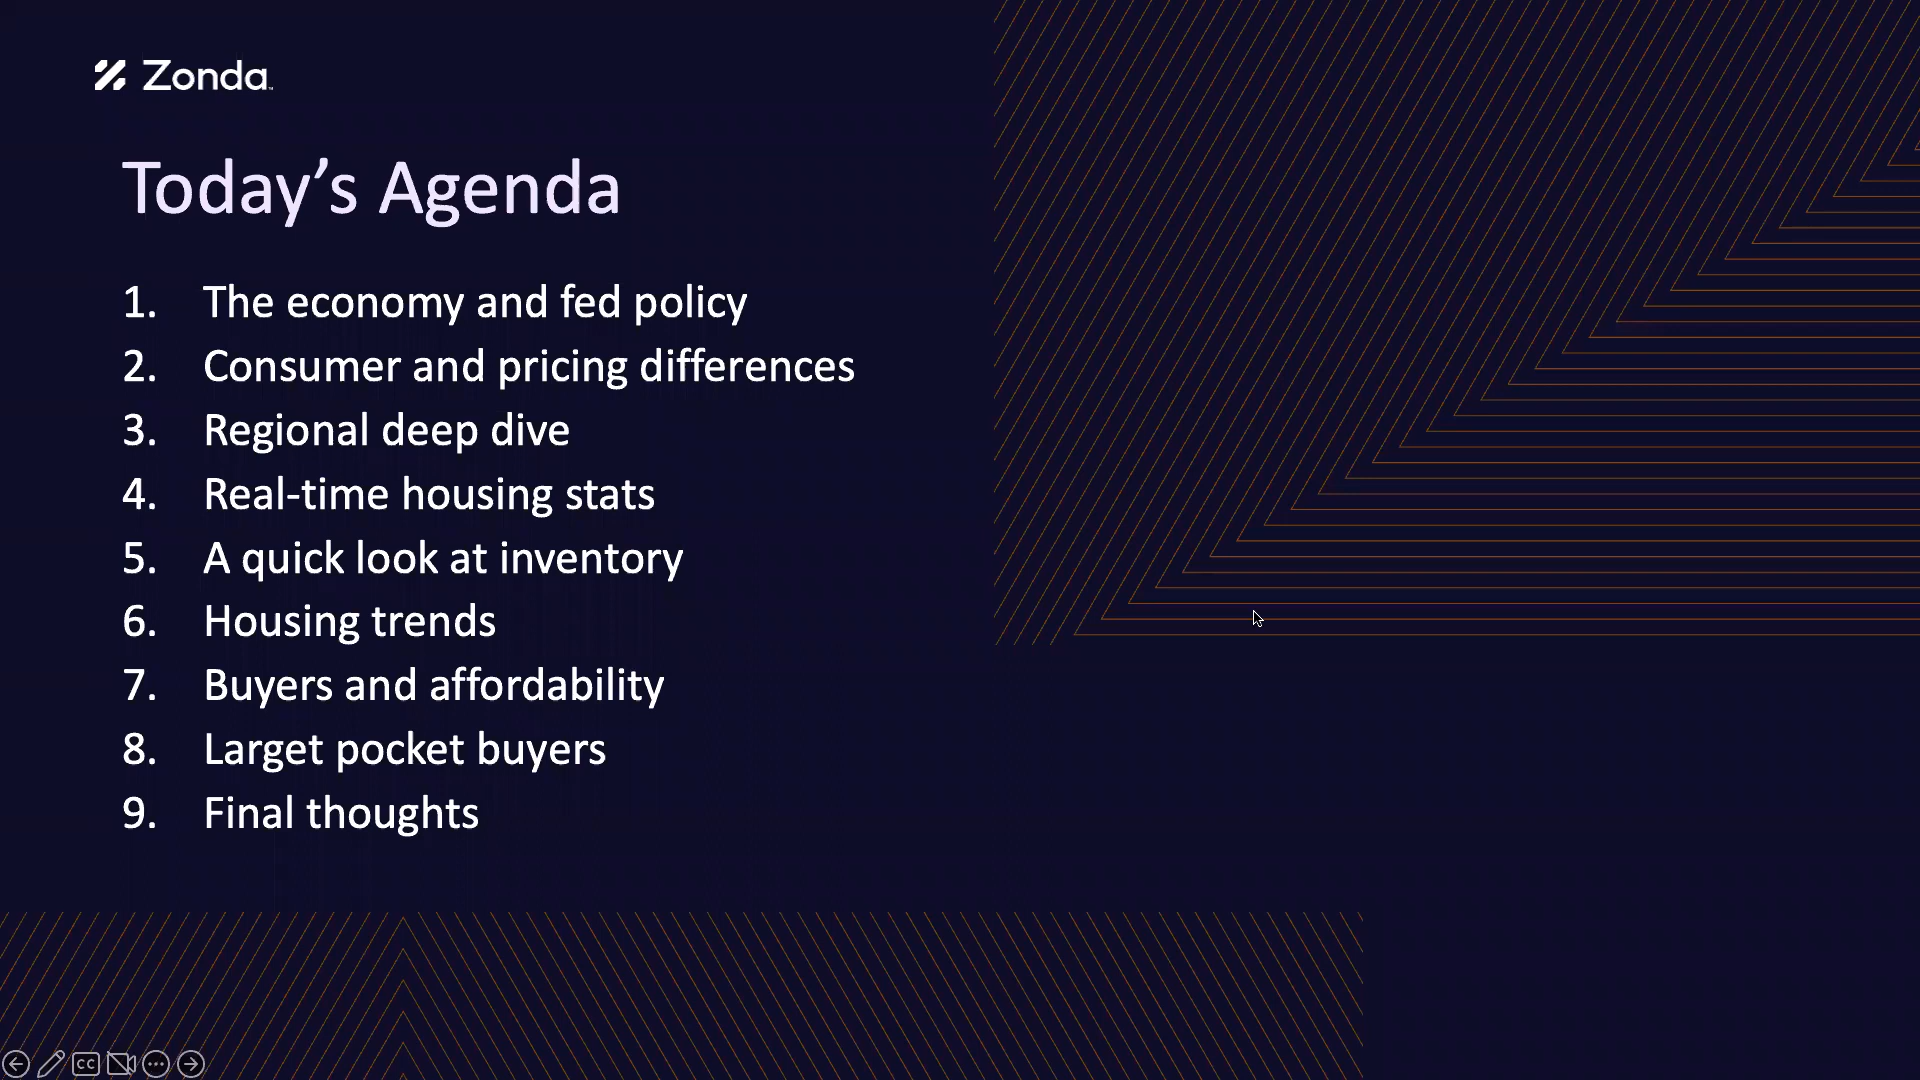 Zonda
Today’s Agenda
1. The economy and fed policy
2. Consumer and pricing differences
3. Regional deep dive
4. Real-time housing stats
5. A quick look at inventory
6. Housing trends
7. Buyers and affordability
8. Larget pocket buyers
9. Final thoughts
CC